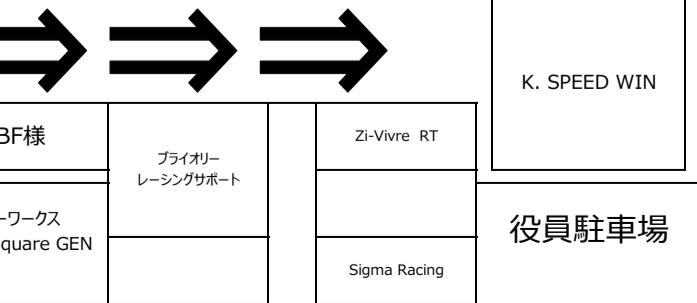 K. SPEED WIN
BF様
プライオリー
レーシングサポート
Zi-Vivre RT
ーワークス
quare GEN
役員駐車場
Sigma Racing